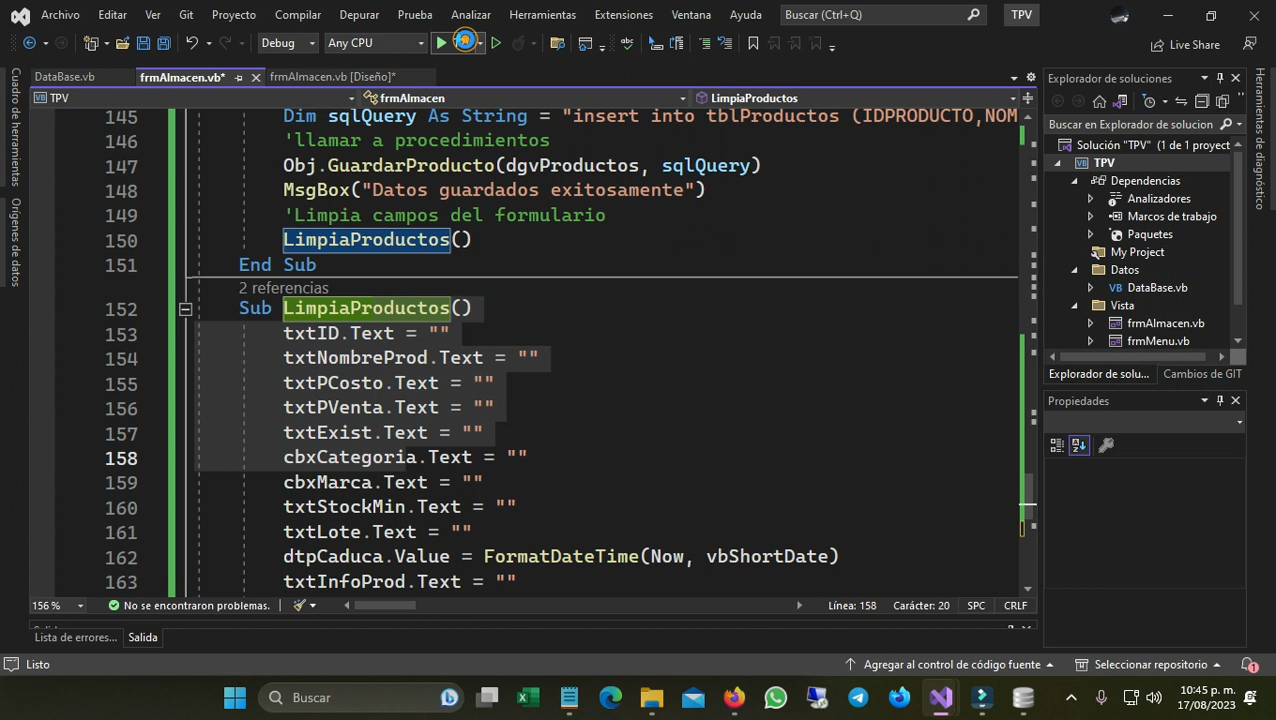 Archivo Editar Ver Git Proyecto Compilar Depurar Prueba Analizar Herramientas Extensiones Ventana Ayuda Buscar (Ctrl+Q) TPV
Debug Any CPU Live Share
DataBase.vb frmAlmacen.vb* frmAlmacen.vb [Diseño]*
TPV frmAlmacen LimpiaProductos
145 Dim sqlQuery As String = "insert into tblProductos (IDPRODUCTO,NOM
146 'llamar a procedimientos
147 Obj.GuardarProducto(dgvProductos, sqlQuery)
148 MsgBox("Datos guardados exitosamente")
149 'Limpia campos del formulario
150 LimpiaProductos()
151 End Sub
2 referencias
152 Sub LimpiaProductos()
153 txtID.Text = ""
154 txtNombreProd.Text = ""
155 txtPCosto.Text = ""
156 txtPVenta.Text = ""
157 txtExist.Text = ""
158 cbxCategoria.Text = ""
159 cbxMarca.Text = ""
160 txtStockMin.Text = ""
161 txtLote.Text = ""
162 dtpCaduca.Value = FormatDateTime(Now, vbShortDate)
163 txtInfoProd.Text = ""
156 % No se encontraron problemas. Línea: 158 Carácter: 20 SPC CRLF
Lista de errores... Salida
Listo Agregar al control de código fuente Seleccionar repositorio 1
Cuadro de herramientas
Orígenes de datos
Explorador de soluciones
Buscar en Explorador de solucion
Solución "TPV" (1 de 1 proyect
TPV
Dependencias
Analizadores
Marcos de trabajo
Paquetes
My Project
Datos
DataBase.vb
Vista
frmAlmacen.vb
frmMenu.vb
Explorador de solu... Cambios de GIT
Propiedades
Herramientas de diagnóstico
Buscar
10:45 p. m.
17/08/2023